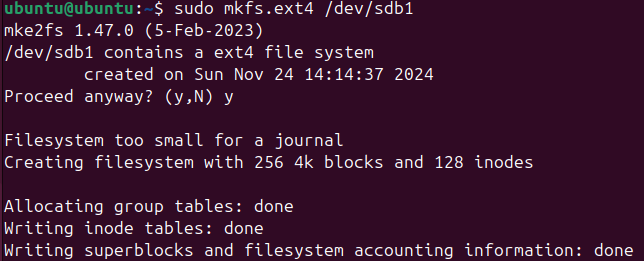 ubuntu@ubuntu:~$ sudo mkfs.ext4 /dev/sdb1
mke2fs 1.47.0 (5-Feb-2023)
/dev/sdb1 contains a ext4 file system
        created on Sun Nov 24 14:14:37 2024
Proceed anyway? (y,N) y

Filesystem too small for a journal
Creating filesystem with 256 4k blocks and 128 inodes

Allocating group tables: done
Writing inode tables: done
Writing superblocks and filesystem accounting information: done